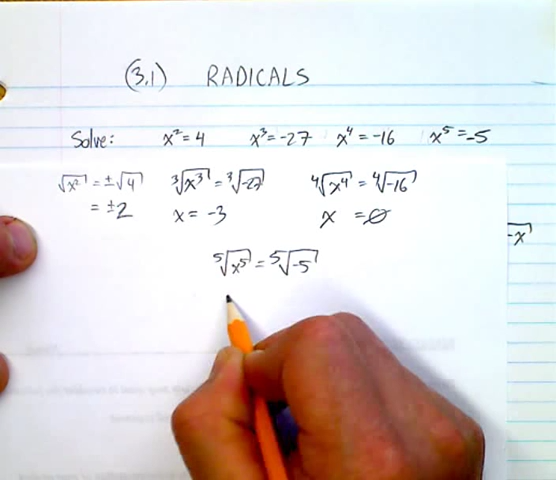 (3.1) RADICALS
Solve: x² = 4 x³ = -27 x⁴ = -16 x⁵ = -5
√x² = ±√4 ³√x³ = ³√-27 ⁴√x⁴ = ⁴√-16
= ±2 x = -3 x = ∅
-x
⁵√x⁵ = ⁵√-5